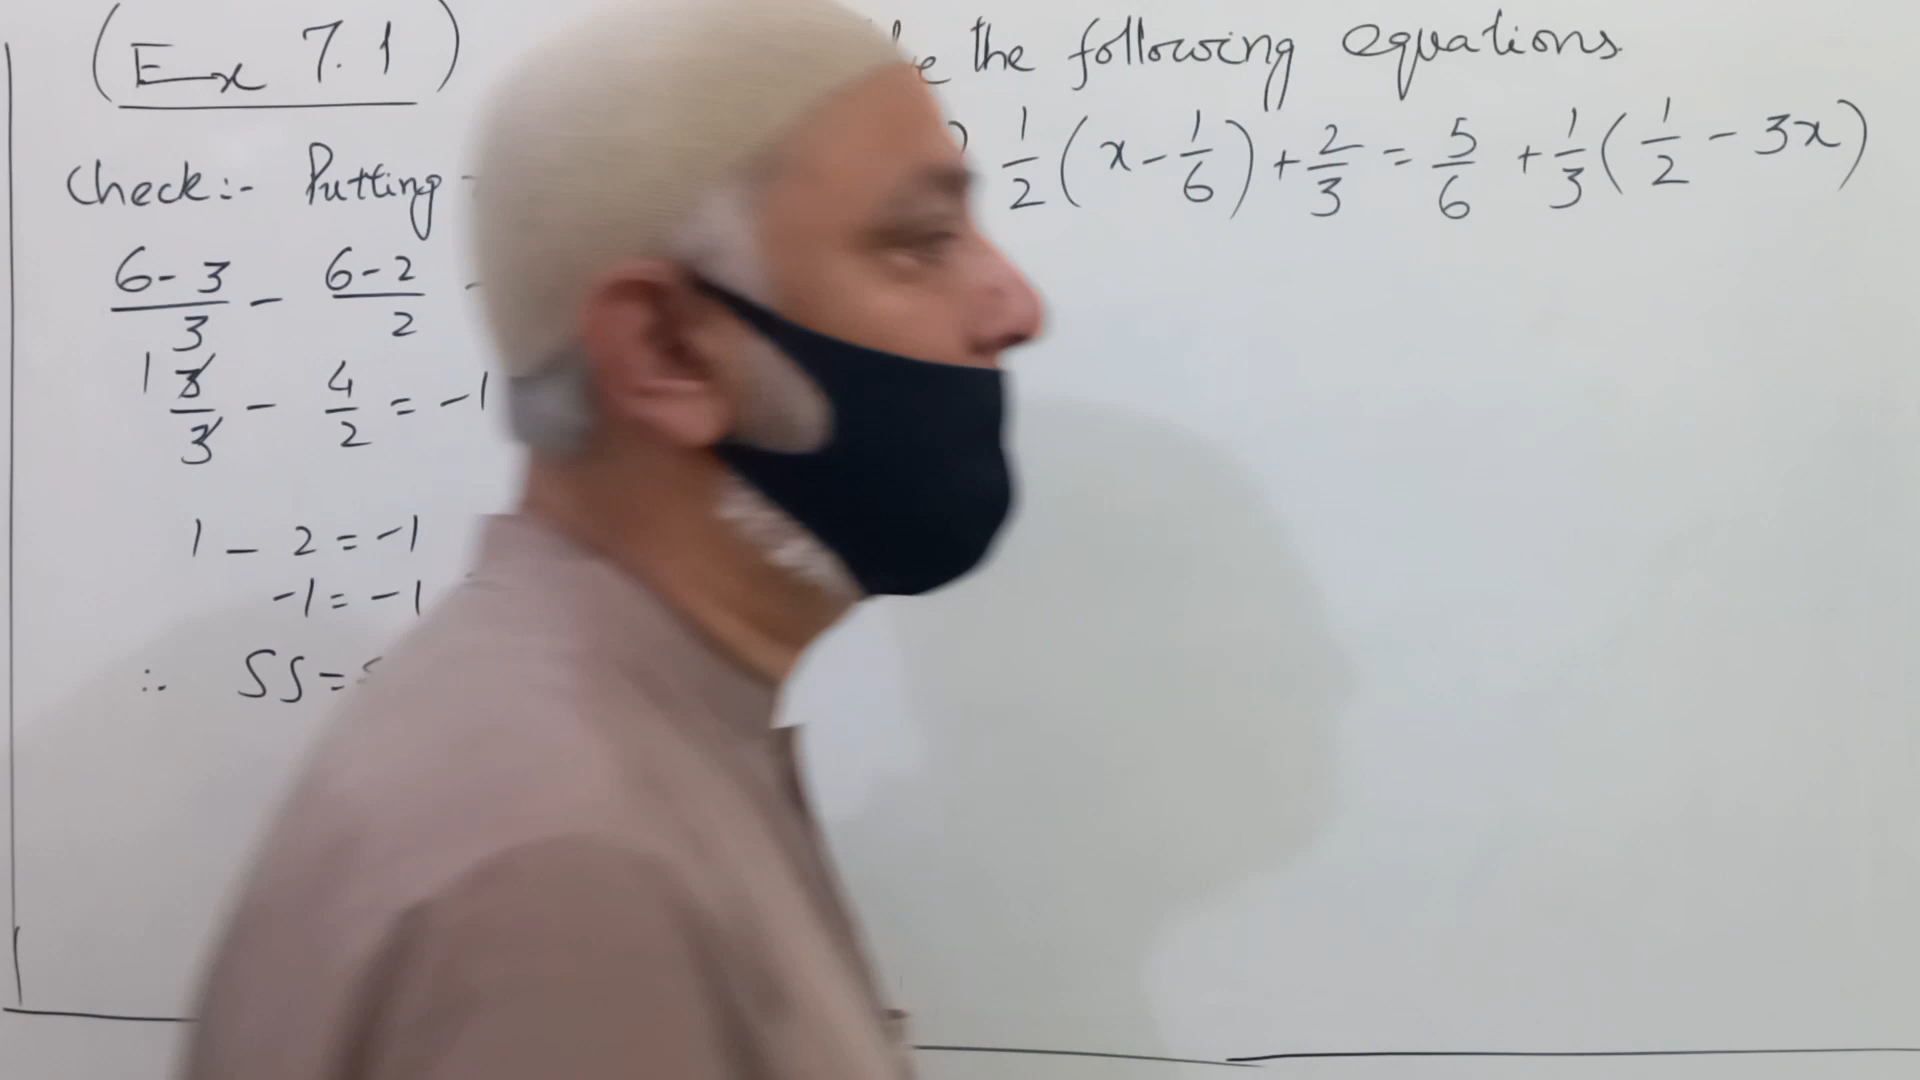 (Ex 7.1)
Check:- Putting -
6-3/3 - 6-2/2 -
1 3/3 - 4/2 = -1
1 - 2 = -1
-1 = -1
∴ SS =
the following equations
) 1/2 (x - 1/6) + 2/3 = 5/6 + 1/3 (1/2 - 3x)